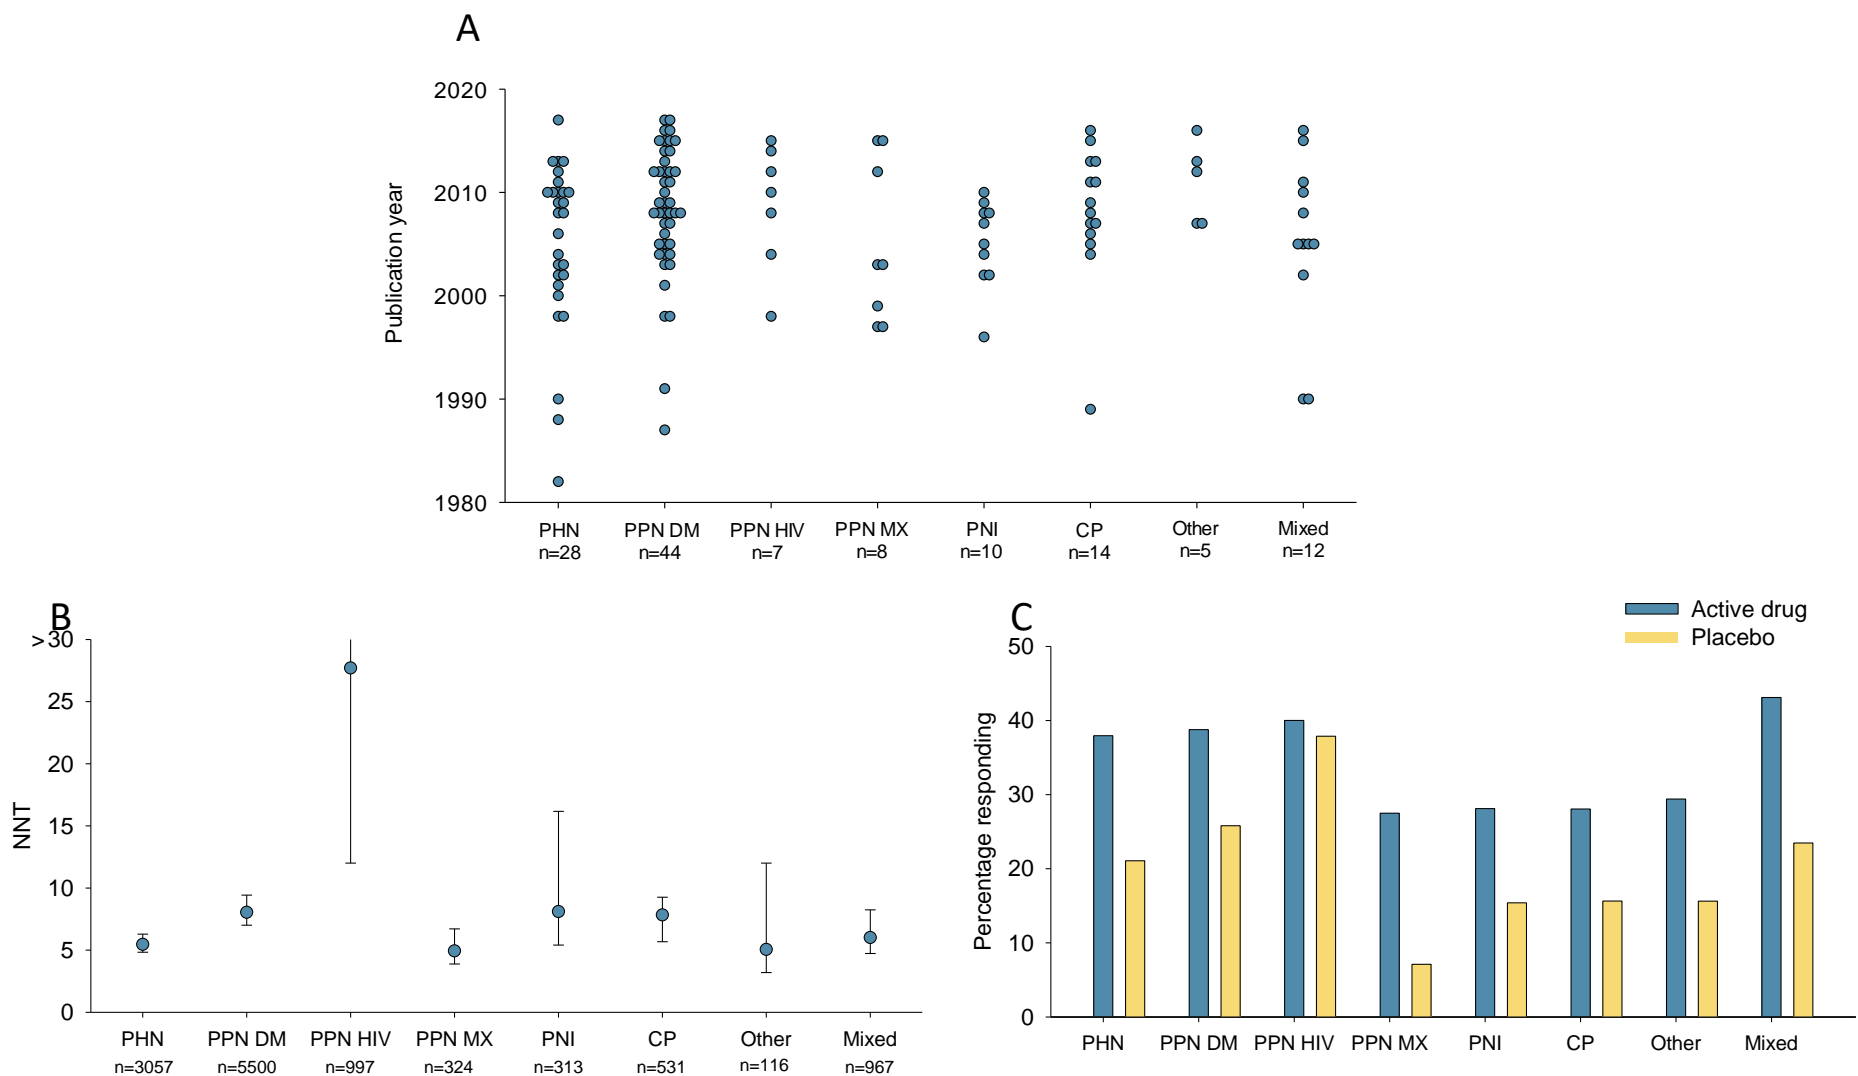 A
2020
2010
2000
1990
1980
Publication year
PHN PPN DM PPN HIV PPN MX PNI CP Other Mixed
n=28 n=44 n=7 n=8 n=10 n=14 n=5 n=12
B
>30
25
20
15
10
5
0
NNT
PHN PPN DM PPN HIV PPN MX PNI CP Other Mixed
n=3057 n=5500 n=997 n=324 n=313 n=531 n=116 n=967
C
Active drug
Placebo
50
40
30
20
10
0
Percentage responding
PHN PPN DM PPN HIV PPN MX PNI CP Other Mixed